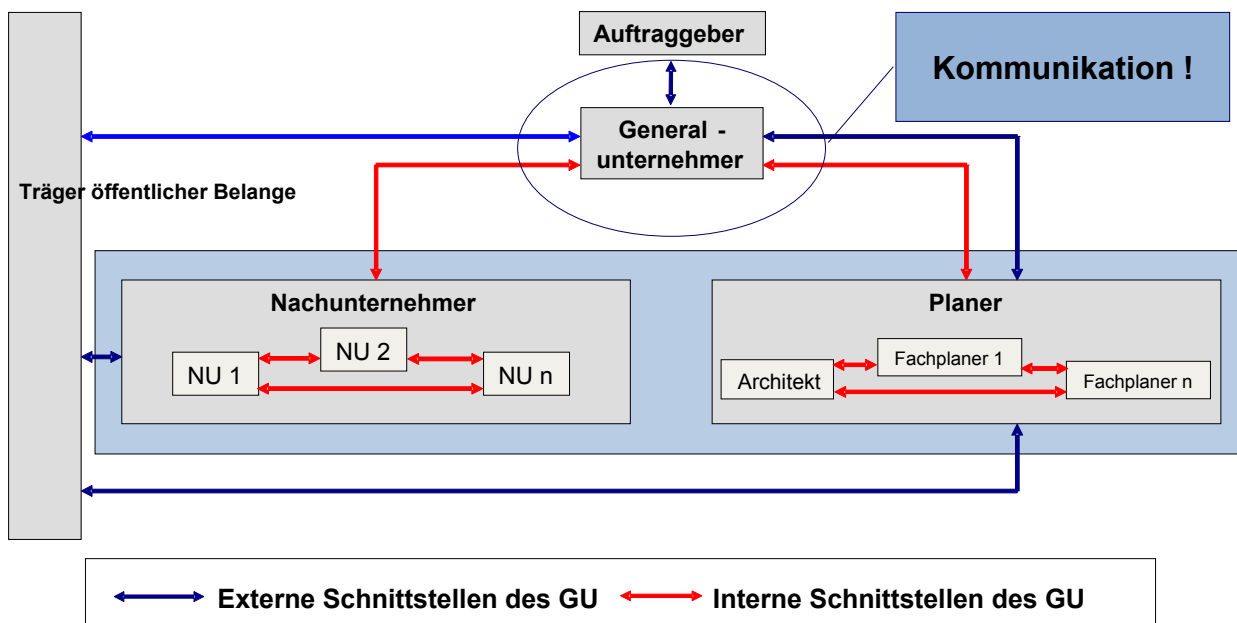 Auftraggeber
Kommunikation !
General -
unternehmer
Träger öffentlicher Belange
Nachunternehmer
NU 1
NU 2
NU n
Planer
Architekt
Fachplaner 1
Fachplaner n
Externe Schnittstellen des GU
Interne Schnittstellen des GU